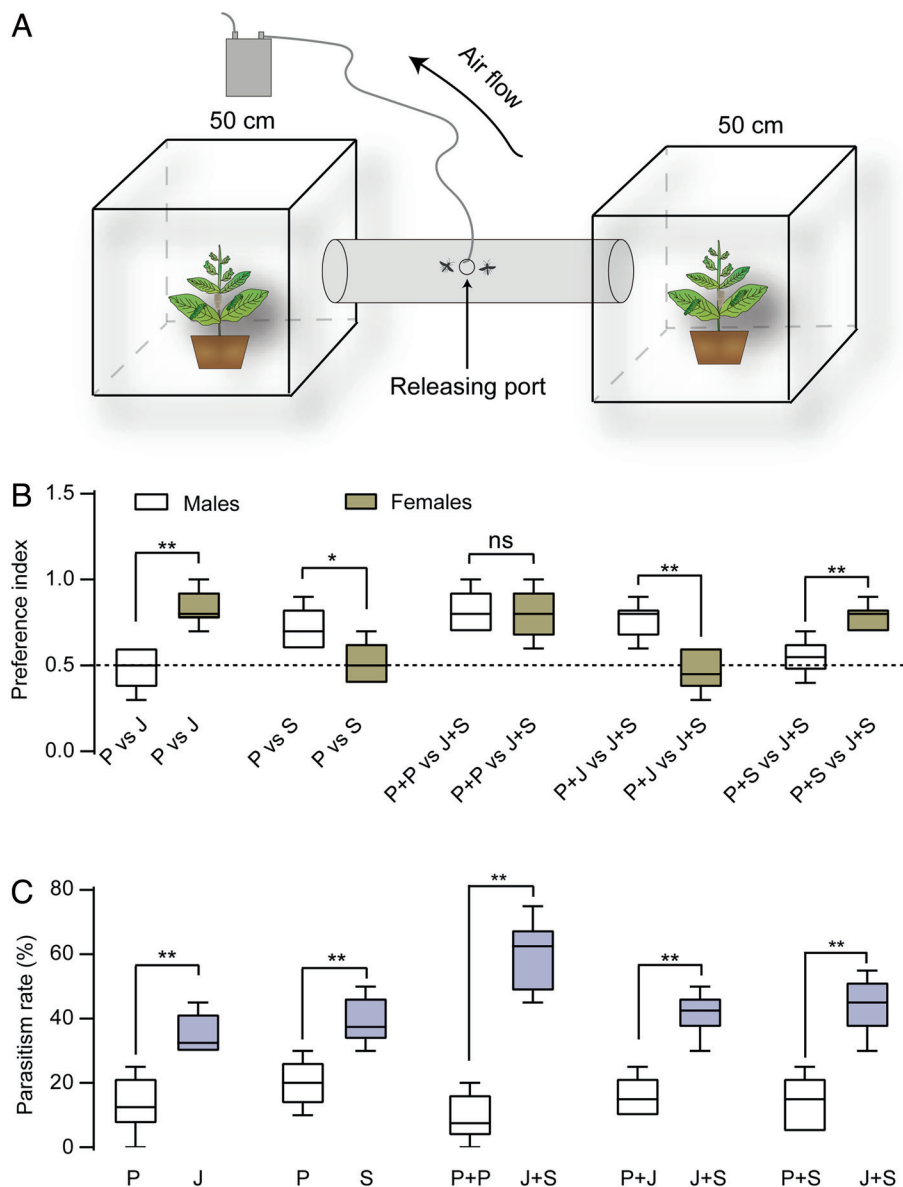 A
Air flow
50 cm
50 cm
Releasing port
B
1.5
1.0
0.5
0.0
Preference index
Males
Females
**
*
ns
**
**
P vs J
P vs J
P vs S
P vs S
P+P vs J+S
P+P vs J+S
P+J vs J+S
P+J vs J+S
P+S vs J+S
P+S vs J+S
C
80
60
40
20
0
Parasitism rate (%)
**
**
**
**
**
P J P S P+P J+S P+J J+S P+S J+S